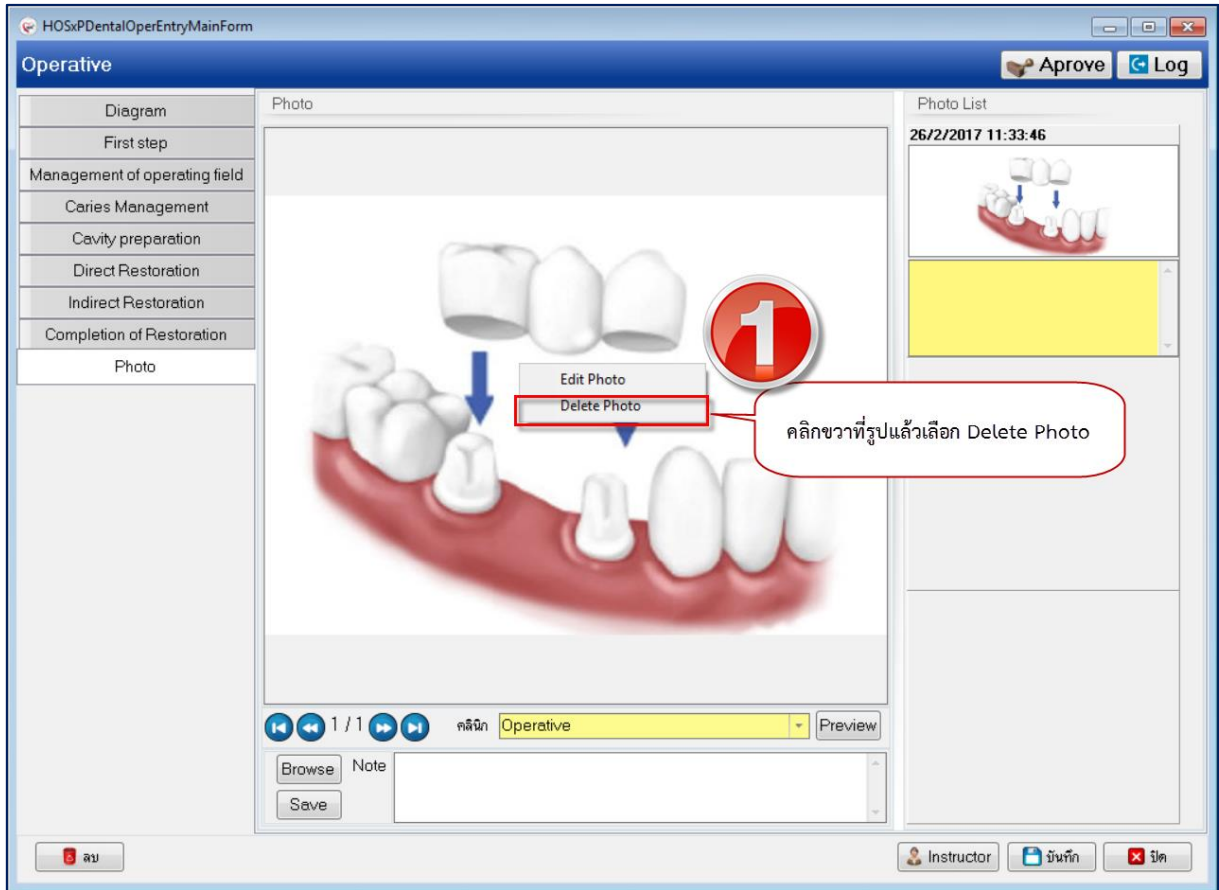 HOSxPDentalOperEntryMainForm
Operative
Aprove
Log
Diagram
First step
Management of operating field
Caries Management
Cavity preparation
Direct Restoration
Indirect Restoration
Completion of Restoration
Photo
Photo
Photo List
26/2/2017 11:33:46
1
Edit Photo
Delete Photo
คลิกขวาที่รูปแล้วเลือก Delete Photo
1 / 1
คลินิก
Operative
Preview
Browse
Note
Save
ลบ
Instructor
บันทึก
ปิด